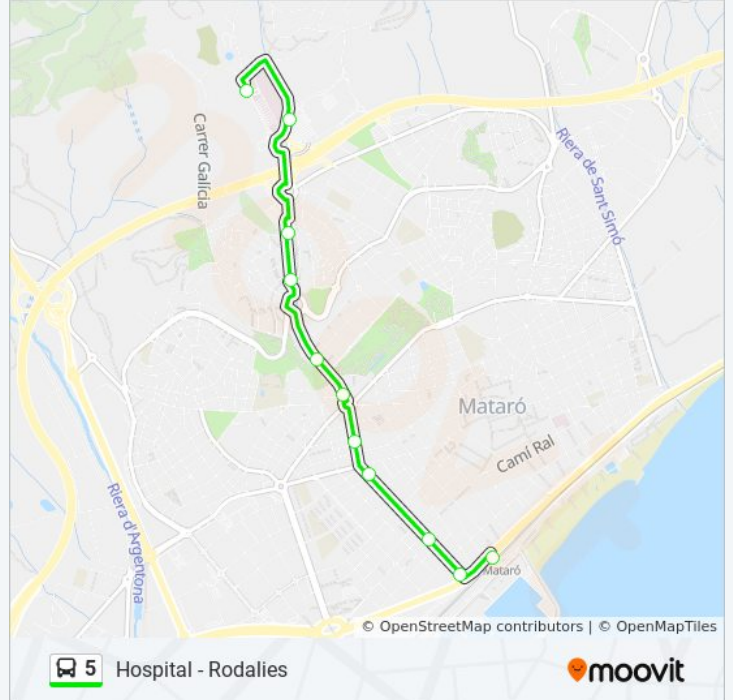 Carrer Galícia
Riera de Sant Simó
Mataró
Camí Ral
Riera d'Argentona
Mataró
© OpenStreetMap contributors | © OpenMapTiles
5 Hospital - Rodalies
moovit